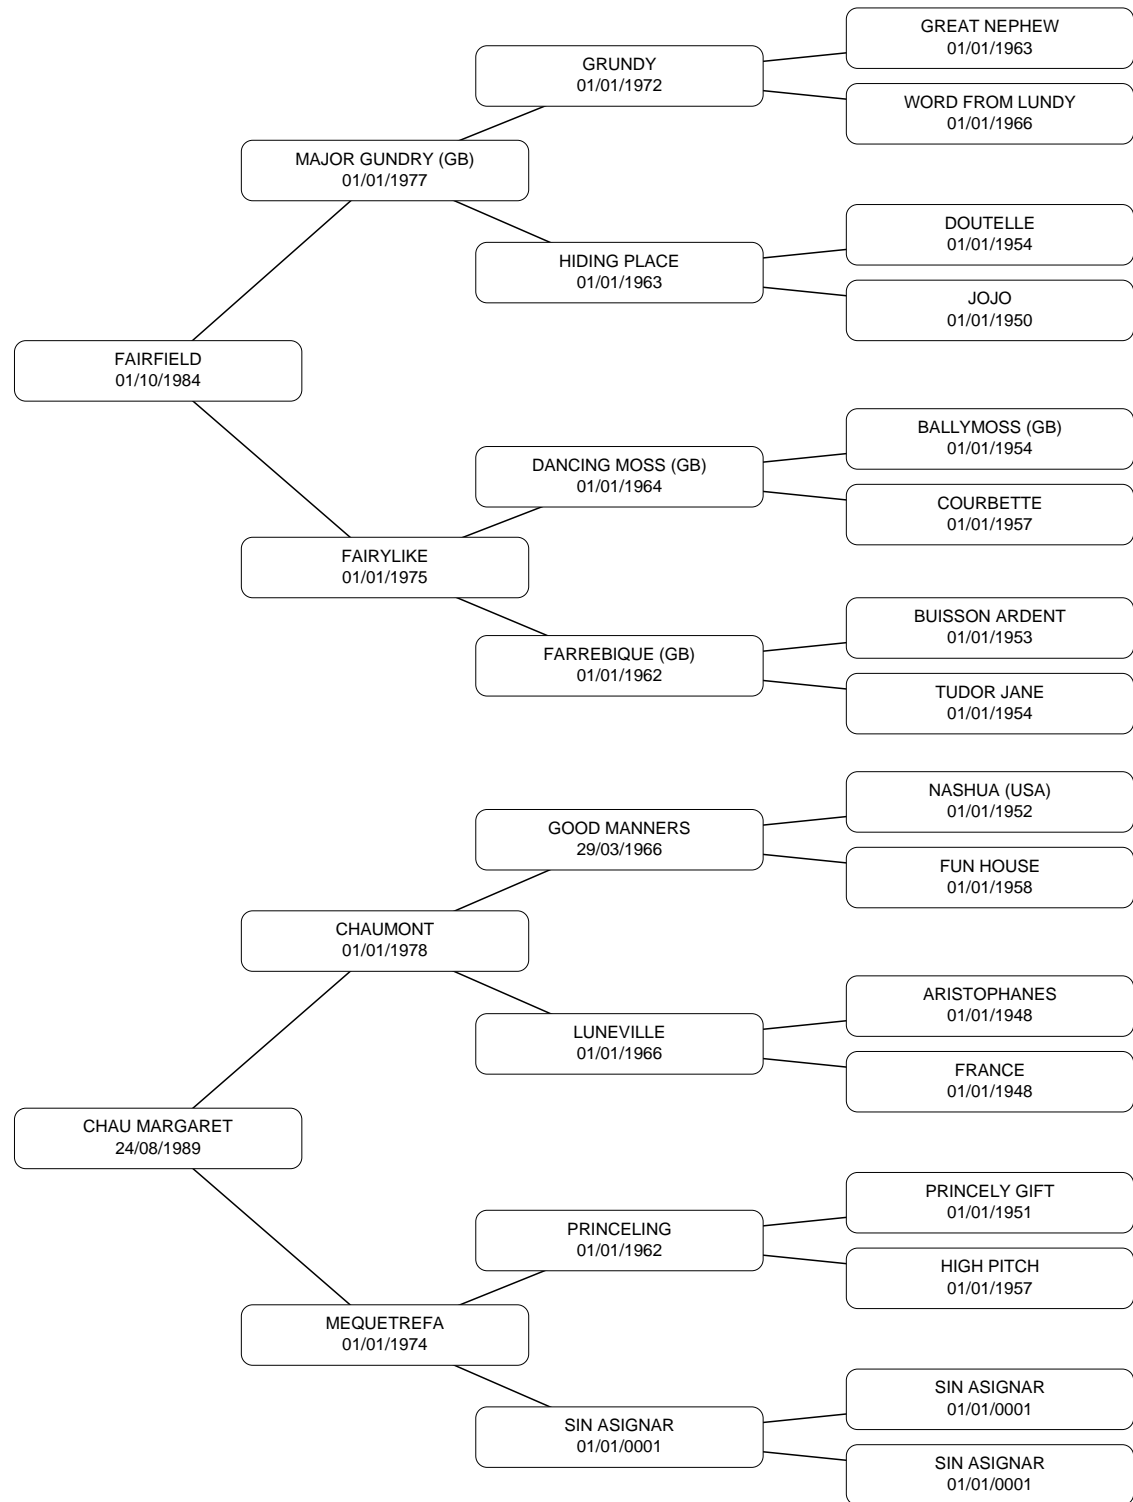 GREAT NEPHEW
01/01/1963
GRUNDY
01/01/1972
WORD FROM LUNDY
01/01/1966
MAJOR GUNDRY (GB)
01/01/1977
DOUTELLE
01/01/1954
HIDING PLACE
01/01/1963
JOJO
01/01/1950
FAIRFIELD
01/10/1984
BALLYMOSS (GB)
01/01/1954
DANCING MOSS (GB)
01/01/1964
COURBETTE
01/01/1957
FAIRYLIKE
01/01/1975
BUISSON ARDENT
01/01/1953
FARREBIQUE (GB)
01/01/1962
TUDOR JANE
01/01/1954
NASHUA (USA)
01/01/1952
GOOD MANNERS
29/03/1966
FUN HOUSE
01/01/1958
CHAUMONT
01/01/1978
ARISTOPHANES
01/01/1948
LUNEVILLE
01/01/1966
FRANCE
01/01/1948
CHAU MARGARET
24/08/1989
PRINCELY GIFT
01/01/1951
PRINCELING
01/01/1962
HIGH PITCH
01/01/1957
MEQUETREFA
01/01/1974
SIN ASIGNAR
01/01/0001
SIN ASIGNAR
01/01/0001
SIN ASIGNAR
01/01/0001